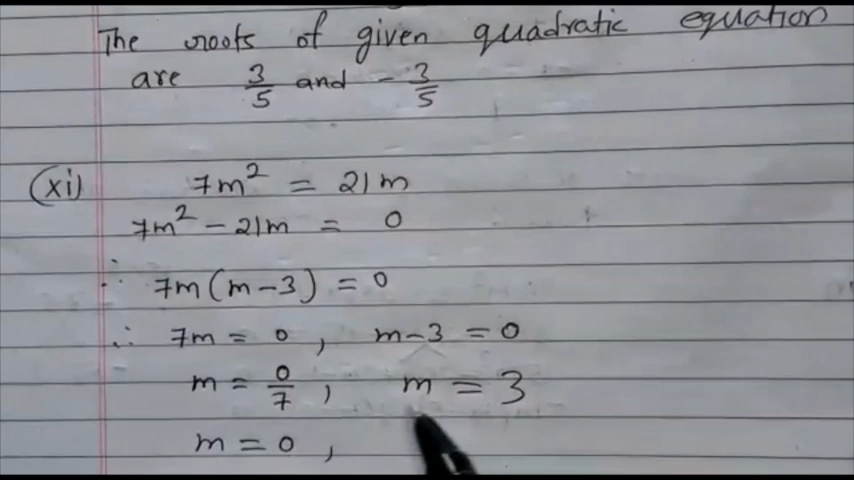 The roots of given quadratic equation
are 3/5 and - 3/5
(xi) 7m² = 21m
7m² - 21m = 0
∴ 7m(m-3) = 0
∴ 7m = 0, m-3 = 0
m = 0/7, m = 3
m = 0,